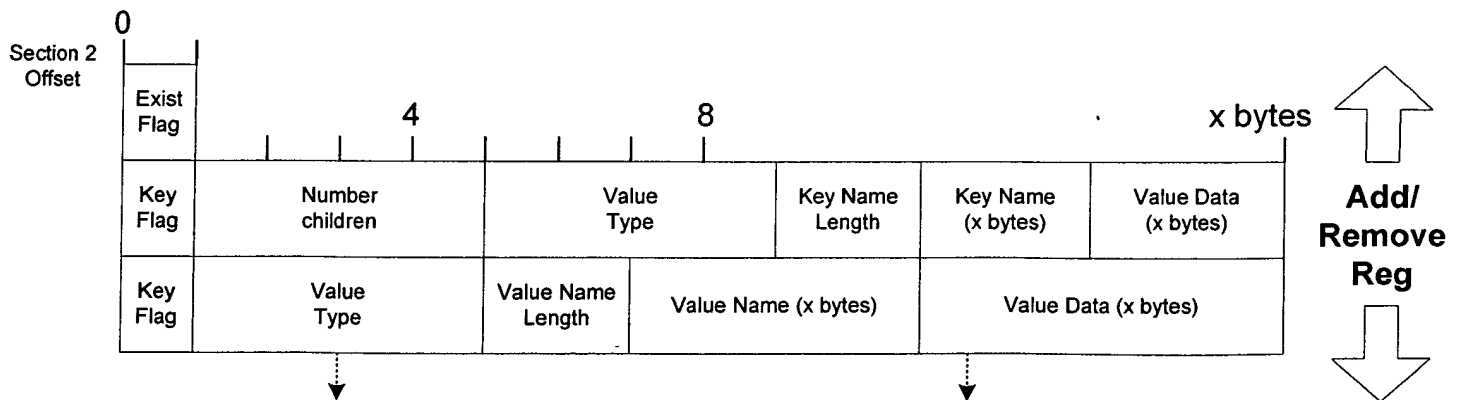 0
Section 2
Offset
Exist
Flag
4
8
x bytes
Key
Flag
Number
children
Value
Type
Key Name
Length
Key Name
(x bytes)
Value Data
(x bytes)
Add/
Remove
Reg
Key
Flag
Value
Type
Value Name
Length
Value Name (x bytes)
Value Data (x bytes)